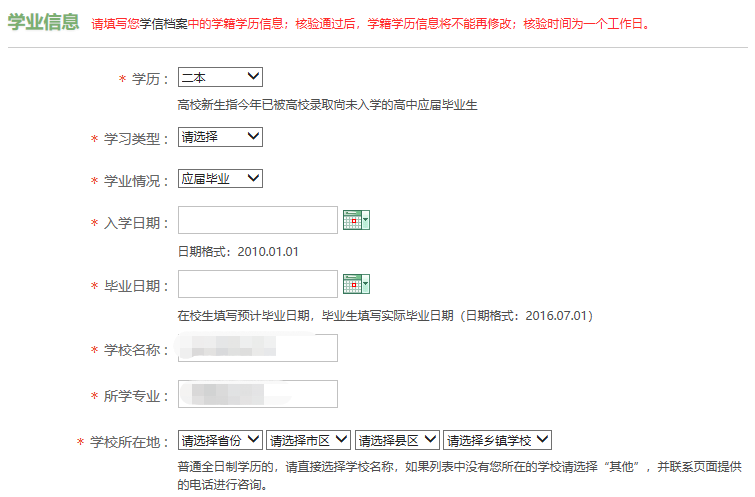 学业信息 请填写您学信档案中的学籍学历信息；核验通过后，学籍学历信息将不能再修改；核验时间为一个工作日。
* 学历： 二本
高校新生指今年已被高校录取尚未入学的高中应届毕业生
* 学习类型： 请选择
* 学业情况： 应届毕业
* 入学日期：
日期格式：2010.01.01
* 毕业日期：
在校生填写预计毕业日期，毕业生填写实际毕业日期（日期格式：2016.07.01）
* 学校名称：
* 所学专业：
* 学校所在地： 请选择省份 请选择市区 请选择县区 请选择乡镇学校
普通全日制学历的，请直接选择学校名称，如果列表中没有您所在的学校请选择“其他”，并联系页面提供
的电话进行咨询。